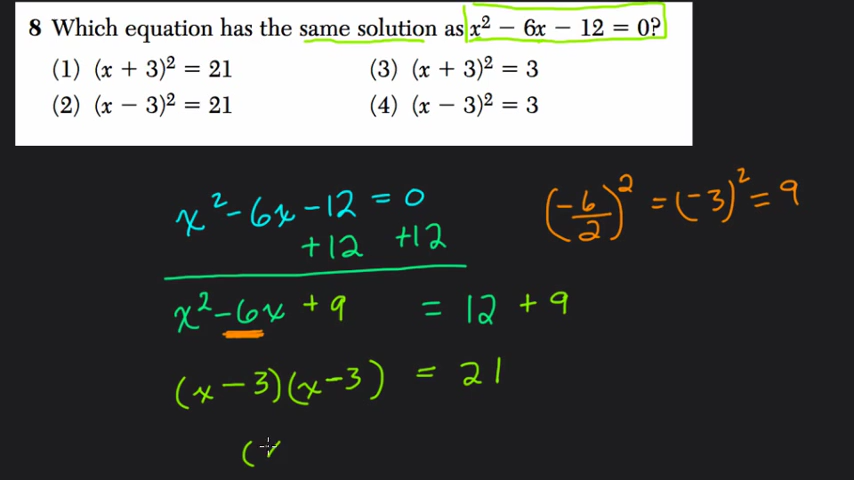 8 Which equation has the same solution as x² − 6x − 12 = 0?
(1) (x + 3)² = 21 (3) (x + 3)² = 3
(2) (x − 3)² = 21 (4) (x − 3)² = 3
x² - 6x - 12 = 0
+12 +12
x² - 6x + 9 = 12 + 9
(x - 3)(x - 3) = 21
(
(-6/2)² = (-3)² = 9